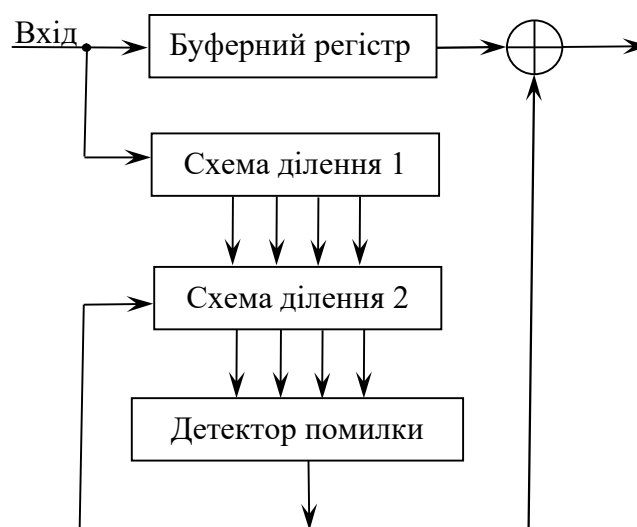 Вхід
Буферний регістр
Схема ділення 1
Схема ділення 2
Детектор помилки